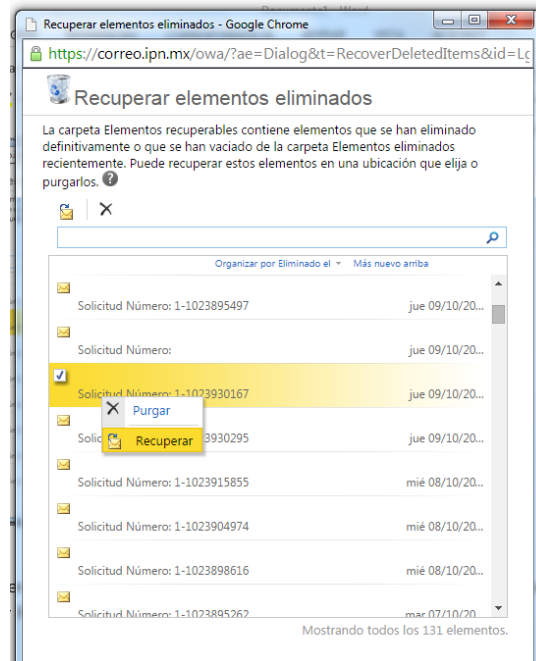 Recuperar elementos eliminados - Google Chrome
https://correo.ipn.mx/owa/?ae=Dialog&t=RecoverDeletedItems&id=Lg
Recuperar elementos eliminados
La carpeta Elementos recuperables contiene elementos que se han eliminado
definitivamente o que se han vaciado de la carpeta Elementos eliminados
recientemente. Puede recuperar estos elementos en una ubicación que elija o
purgarlos.
Organizar por Eliminado el Más nuevo arriba
Solicitud Número: 1-1023895497 jue 09/10/20...
Solicitud Número: jue 09/10/20...
Solicitud Número: 1-1023930167 jue 09/10/20...
Purgar
Solic 3930295 jue 09/10/20...
Recuperar
Solicitud Número: 1-1023915855 mié 08/10/20...
Solicitud Número: 1-1023904974 mié 08/10/20...
Solicitud Número: 1-1023898616 mié 08/10/20...
Solicitud Número: 1-1023895262 mar 07/10/20...
Mostrando todos los 131 elementos.